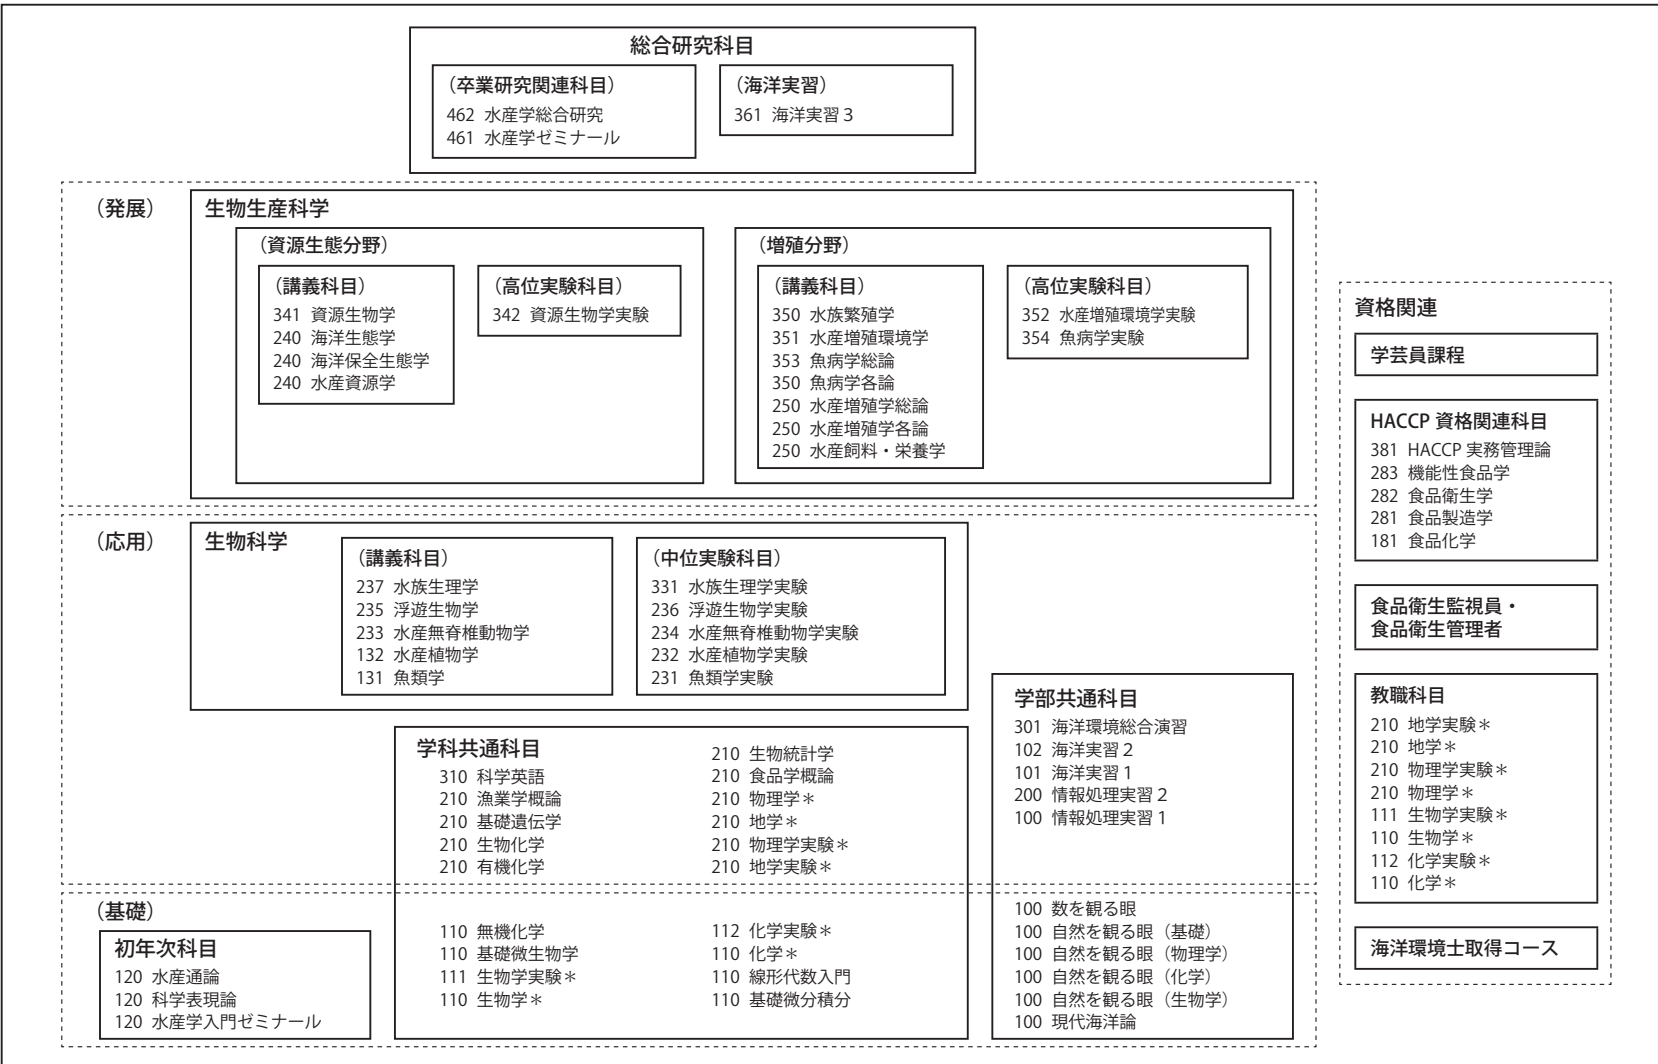 総合研究科目
（卒業研究関連科目）
462 水産学総合研究
461 水産学ゼミナール
（海洋実習）
361 海洋実習３
（発展）
生物生産科学
（資源生態分野）
（講義科目）
341 資源生物学
240 海洋生態学
240 海洋保全生態学
240 水産資源学
（高位実験科目）
342 資源生物学実験
（増殖分野）
（講義科目）
350 水族繁殖学
351 水産増殖環境学
353 魚病学総論
350 魚病学各論
250 水産増殖学総論
250 水産増殖学各論
250 水産飼料・栄養学
（高位実験科目）
352 水産増殖環境学実験
354 魚病学実験
（応用）
生物科学
（講義科目）
237 水族生理学
235 浮遊生物学
233 水産無脊椎動物学
132 水産植物学
131 魚類学
（中位実験科目）
331 水族生理学実験
236 浮遊生物学実験
234 水産無脊椎動物学実験
232 水産植物学実験
231 魚類学実験
学科共通科目
310 科学英語
210 漁業学概論
210 基礎遺伝学
210 生物化学
210 有機化学
210 生物統計学
210 食品学概論
210 物理学＊
210 地学＊
210 物理学実験＊
210 地学実験＊
学部共通科目
301 海洋環境総合演習
102 海洋実習２
101 海洋実習１
200 情報処理実習２
100 情報処理実習１
（基礎）
初年次科目
120 水産通論
120 科学表現論
120 水産学入門ゼミナール
110 無機化学
110 基礎微生物学
111 生物学実験＊
110 生物学＊
112 化学実験＊
110 化学＊
110 線形代数入門
110 基礎微分積分
100 数を観る眼
100 自然を観る眼（基礎）
100 自然を観る眼（物理学）
100 自然を観る眼（化学）
100 自然を観る眼（生物学）
100 現代海洋論
資格関連
学芸員課程
HACCP 資格関連科目
381 HACCP 実務管理論
283 機能性食品学
282 食品衛生学
281 食品製造学
181 食品化学
食品衛生監視員・
食品衛生管理者
教職科目
210 地学実験＊
210 地学＊
210 物理学実験＊
210 物理学＊
111 生物学実験＊
110 生物学＊
112 化学実験＊
110 化学＊
海洋環境士取得コース